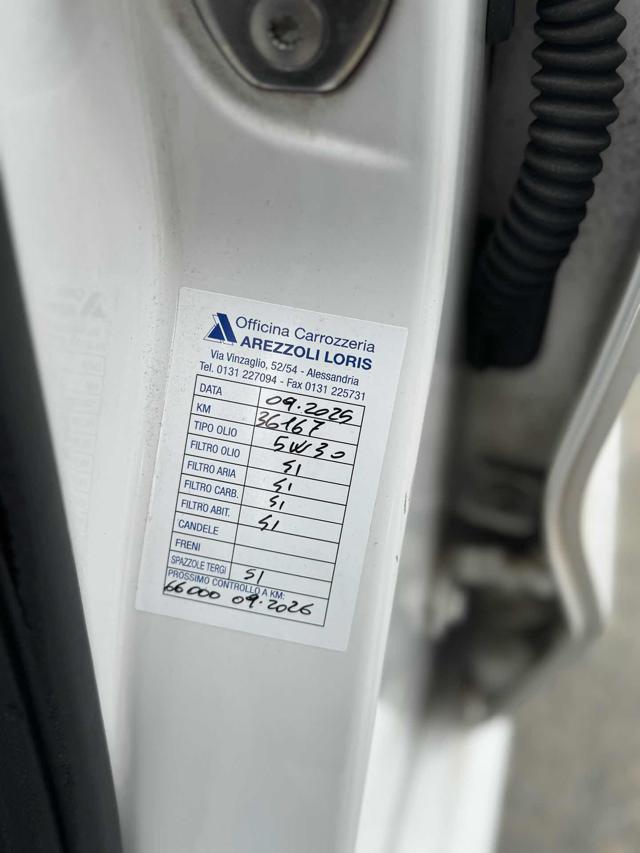 Officina Carrozzeria
AREZZOLI LORIS
Via Vinzaglio, 52/54 - Alessandria
Tel. 0131 227094 - Fax 0131 225731
DATA 09.2025
KM 36167
TIPO OLIO 5W30
FILTRO OLIO SI
FILTRO ARIA SI
FILTRO CARB. SI
FILTRO ABIT. SI
CANDELE
FRENI
SPAZZOLE TERGI SI
PROSSIMO CONTROLLO A KM:
66000 09.2026